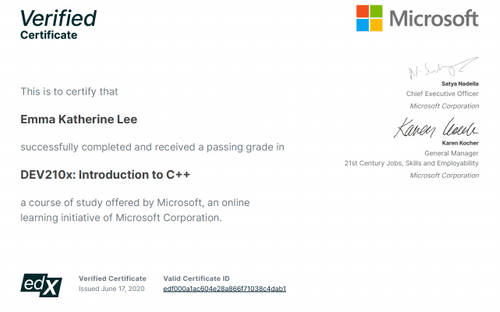 Verified
Certificate
Microsoft
Satya Nadella
Chief Executive Officer
Microsoft Corporation
This is to certify that
Emma Katherine Lee
successfully completed and received a passing grade in
Karen Kocher
General Manager
21st Century Jobs, Skills and Employability
Microsoft Corporation
DEV210x: Introduction to C++
a course of study offered by Microsoft, an online
learning initiative of Microsoft Corporation.
edX
Verified Certificate
Issued June 17, 2020
Valid Certificate ID
edf000a1ac604e28a866f71038c4dab1